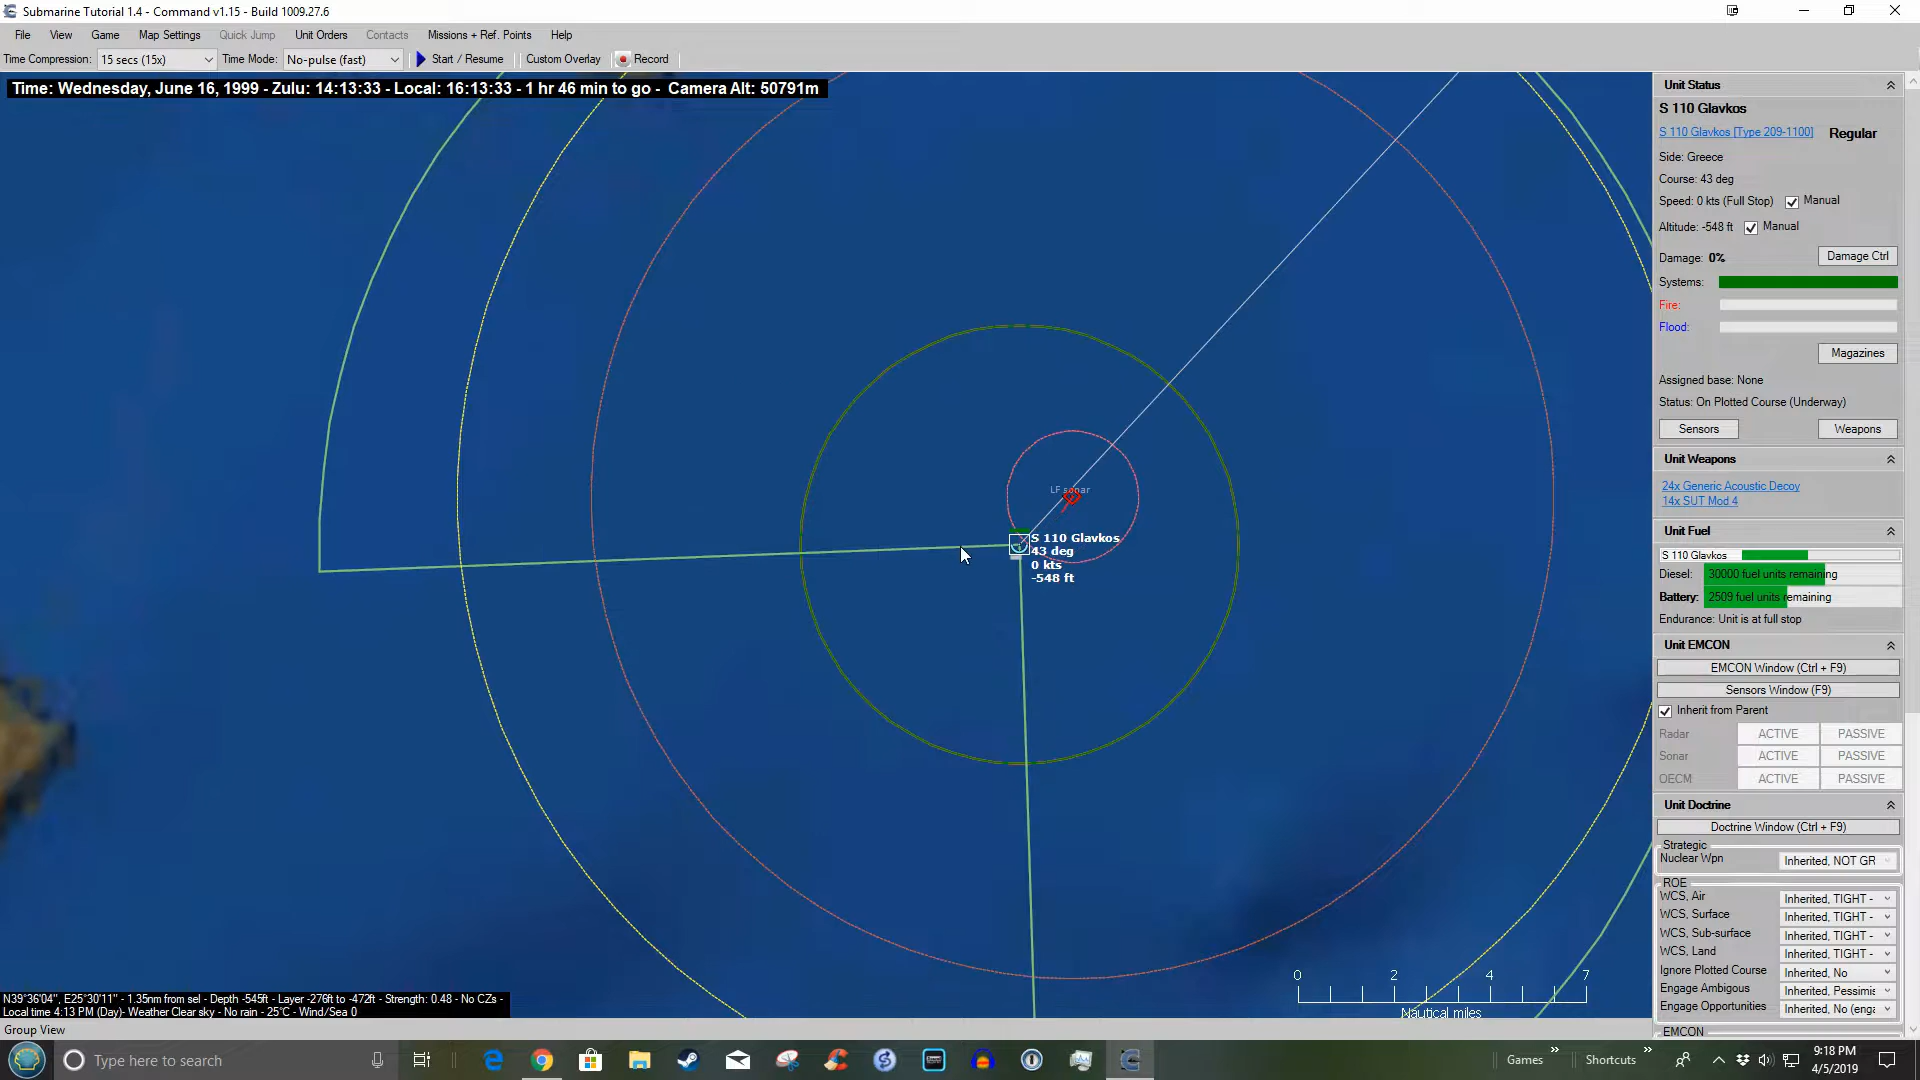 Submarine Tutorial 1.4 - Command v1.15 - Build 1009.27.6
File View Game Map Settings Quick Jump Unit Orders Contacts Missions + Ref. Points Help
Time Compression: 15 secs (15x) Time Mode: No-pulse (fast) Start / Resume Custom Overlay Record
Time: Wednesday, June 16, 1999 - Zulu: 14:13:33 - Local: 16:13:33 - 1 hr 46 min to go - Camera Alt: 50791m
LF sonar
S 110 Glavkos
43 deg
0 kts
-548 ft
0 2 4 7
Nautical miles
N39°36'04", E25°30'11" - 1.35nm from sel - Depth -545ft - Layer -276ft to -472ft - Strength: 0.48 - No CZs -
Local time 4:13 PM (Day)- Weather Clear sky - No rain - 25°C - Wind/Sea 0
Group View
Unit Status
S 110 Glavkos
S 110 Glavkos [Type 209-1100] Regular
Side: Greece
Course: 43 deg
Speed: 0 kts (Full Stop) Manual
Altitude: -548 ft Manual
Damage: 0% Damage Ctrl
Systems:
Fire:
Flood:
Magazines
Assigned base: None
Status: On Plotted Course (Underway)
Sensors Weapons
Unit Weapons
24x Generic Acoustic Decoy
14x SUT Mod 4
Unit Fuel
S 110 Glavkos
Diesel: 30000 fuel units remaining
Battery: 2509 fuel units remaining
Endurance: Unit is at full stop
Unit EMCON
EMCON Window (Ctrl + F9)
Sensors Window (F9)
Inherit from Parent
Radar ACTIVE PASSIVE
Sonar ACTIVE PASSIVE
OECM ACTIVE PASSIVE
Unit Doctrine
Doctrine Window (Ctrl + F9)
Strategic
Nuclear Wpn Inherited, NOT GR
ROE
WCS, Air Inherited, TIGHT -
WCS, Surface Inherited, TIGHT -
WCS, Sub-surface Inherited, TIGHT -
WCS, Land Inherited, TIGHT -
Ignore Plotted Course Inherited, No
Engage Ambiguous Inherited, Pessimis
Engage Opportunities Inherited, No (enga
EMCON
Type here to search
Games
Shortcuts
9:18 PM
4/5/2019